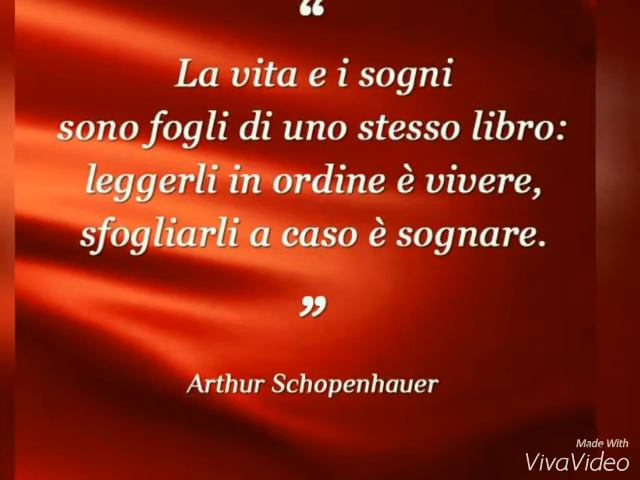 “
La vita e i sogni
sono fogli di uno stesso libro:
leggerli in ordine è vivere,
sfogliarli a caso è sognare.
”
Arthur Schopenhauer
Made With
VivaVideo